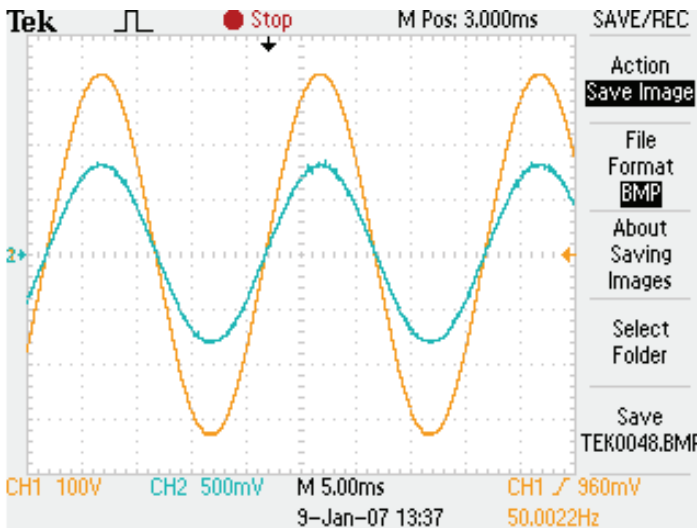 Tek Stop M Pos: 3.000ms SAVE/REC
Action
Save Image
File
Format
BMP
About
Saving
Images
Select
Folder
Save
TEK0048.BMP
2
CH1 100V CH2 500mV M 5.00ms CH1 960mV
9-Jan-07 13:37 50.0022Hz